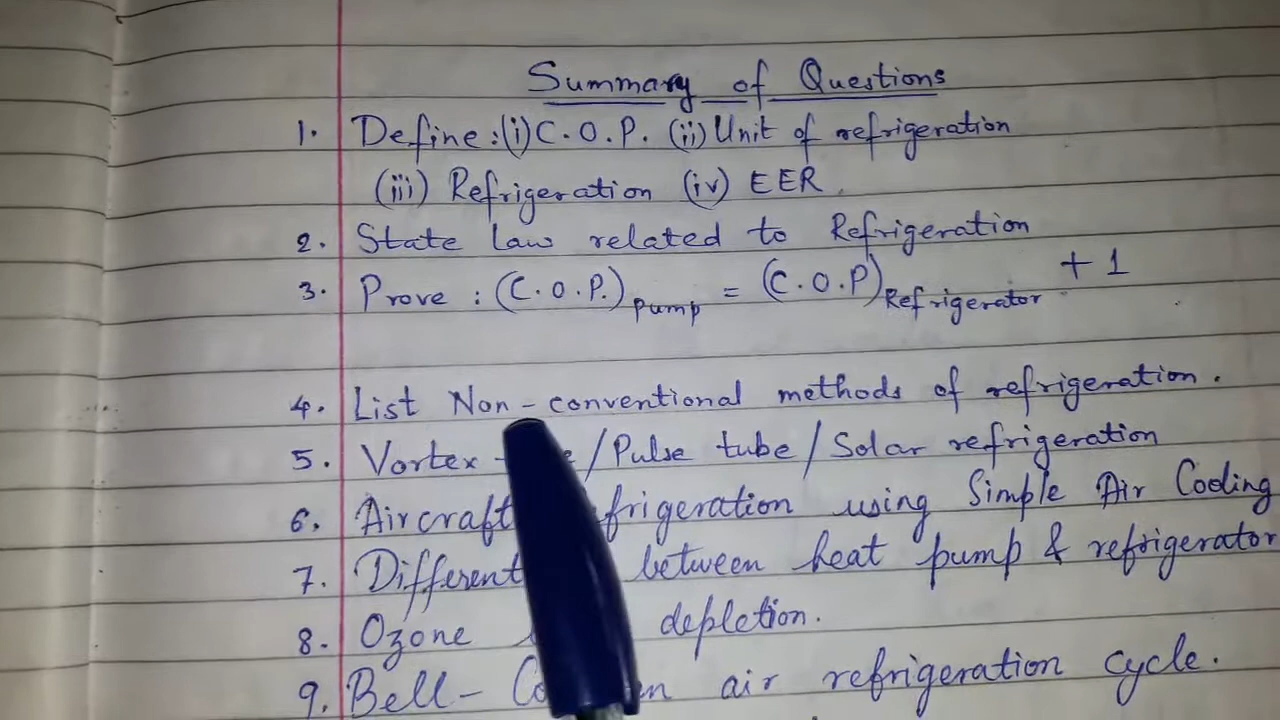 Summary of Questions
1. Define :(i) C.O.P. (ii) Unit of refrigeration
(iii) Refrigeration (iv) EER
2. State law related to Refrigeration
3. Prove : (C.O.P.)pump = (C.O.P)Refrigerator + 1
4. List Non-conventional methods of refrigeration.
5. Vortex /Pulse tube/Solar refrigeration
6. Aircraft frigeration using Simple Air Cooling
7. Different between heat pump & refrigerator
8. Ozone depletion.
9. Bell- air refrigeration cycle.